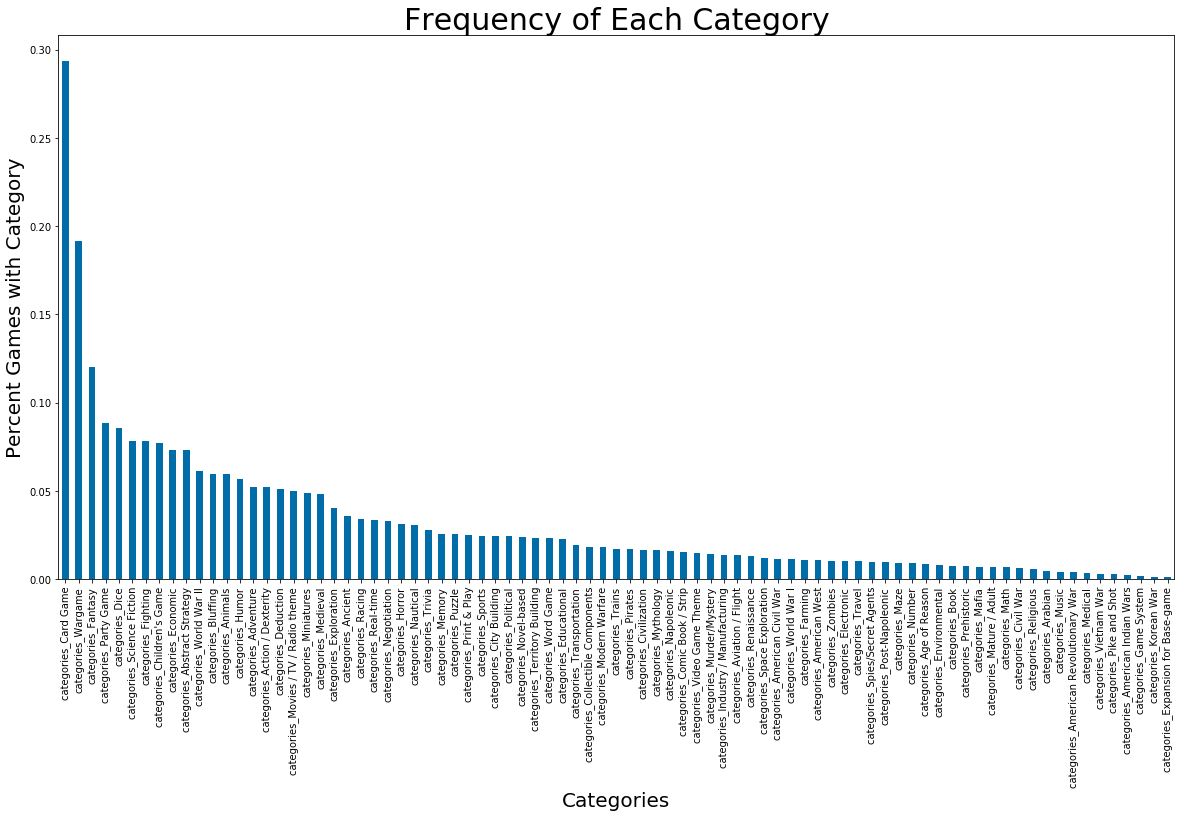 Frequency of Each Category
Percent Games with Category
0.30
0.25
0.20
0.15
0.10
0.05
0.00
categories_Card Game
categories_Wargame
categories_Fantasy
categories_Party Game
categories_Dice
categories_Science Fiction
categories_Fighting
categories_Children's Game
categories_Economic
categories_Abstract Strategy
categories_World War II
categories_Bluffing
categories_Animals
categories_Humor
categories_Adventure
categories_Action / Dexterity
categories_Deduction
categories_Movies / TV / Radio theme
categories_Miniatures
categories_Medieval
categories_Exploration
categories_Ancient
categories_Racing
categories_Real-time
categories_Negotiation
categories_Horror
categories_Nautical
categories_Trivia
categories_Memory
categories_Puzzle
categories_Print & Play
categories_Sports
categories_City Building
categories_Political
categories_Novel-based
categories_Territory Building
categories_Word Game
categories_Educational
categories_Transportation
categories_Collectible Components
categories_Modern Warfare
categories_Trains
categories_Pirates
categories_Civilization
categories_Mythology
categories_Napoleonic
categories_Comic Book / Strip
categories_Video Game Theme
categories_Murder/Mystery
categories_Industry / Manufacturing
categories_Aviation / Flight
categories_Renaissance
categories_Space Exploration
categories_American Civil War
categories_World War I
categories_Farming
categories_American West
categories_Zombies
categories_Electronic
categories_Travel
categories_Spies/Secret Agents
categories_Post-Napoleonic
categories_Maze
categories_Number
categories_Age of Reason
categories_Environmental
categories_Book
categories_Prehistoric
categories_Mafia
categories_Mature / Adult
categories_Math
categories_Civil War
categories_Religious
categories_Arabian
categories_Music
categories_American Revolutionary War
categories_Medical
categories_Vietnam War
categories_Pike and Shot
categories_American Indian Wars
categories_Game System
categories_Korean War
categories_Expansion for Base-game
Categories